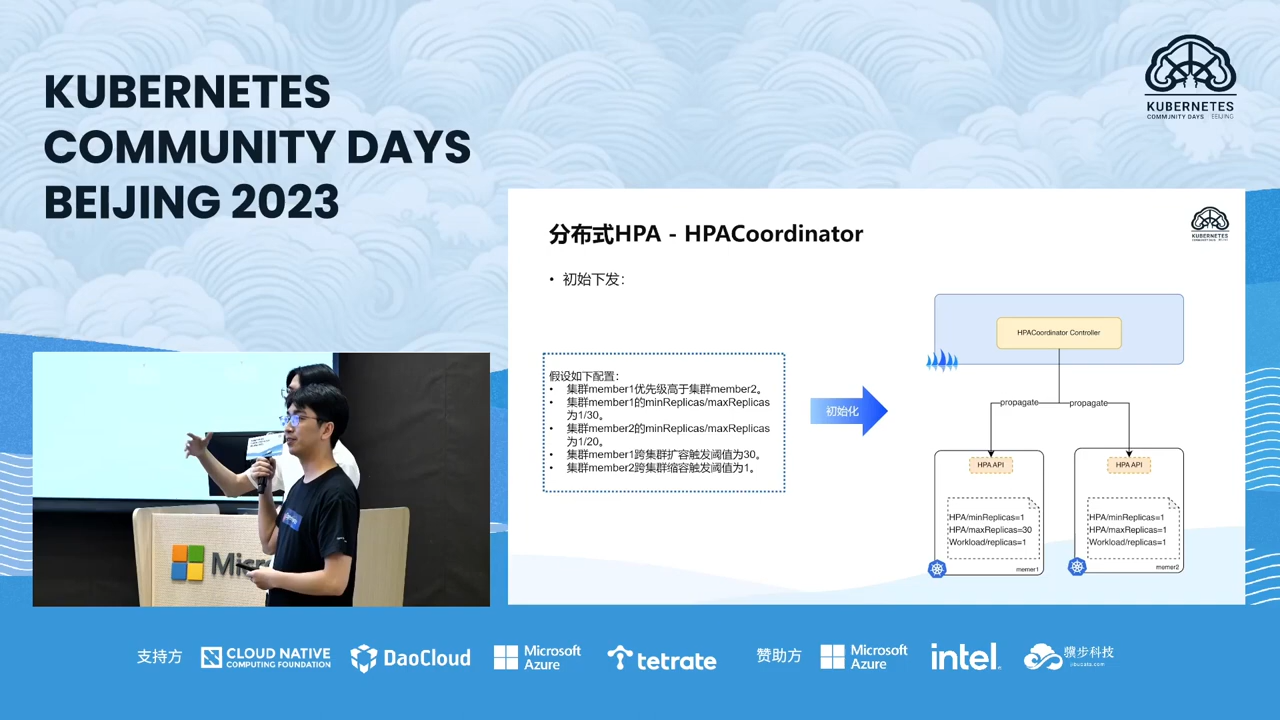 KUBERNETES
COMMUNITY DAYS
BEIJING 2023
KUBERNETES
COMMUNITY DAYS BEIJING
分布式HPA - HPACoordinator
KUBERNETES
• 初始下发：
假设如下配置：
• 集群member1优先级高于集群member2。
• 集群member1的minReplicas/maxReplicas
为1/30。
• 集群member2的minReplicas/maxReplicas
为1/20。
• 集群member1跨集群扩容触发阈值为30。
• 集群member2跨集群缩容触发阈值为1。
初始化
HPACoordinator Controller
propagate propagate
HPA API
HPA/minReplicas=1
HPA/maxReplicas=30
Workload/replicas=1
memer1
HPA API
HPA/minReplicas=1
HPA/maxReplicas=1
Workload/replicas=1
memer2
Micr
支持方
CLOUD NATIVE
COMPUTING FOUNDATION
DaoCloud
Microsoft
Azure
tetrate
赞助方
Microsoft
Azure
intel.
骥步科技
jibudata.com